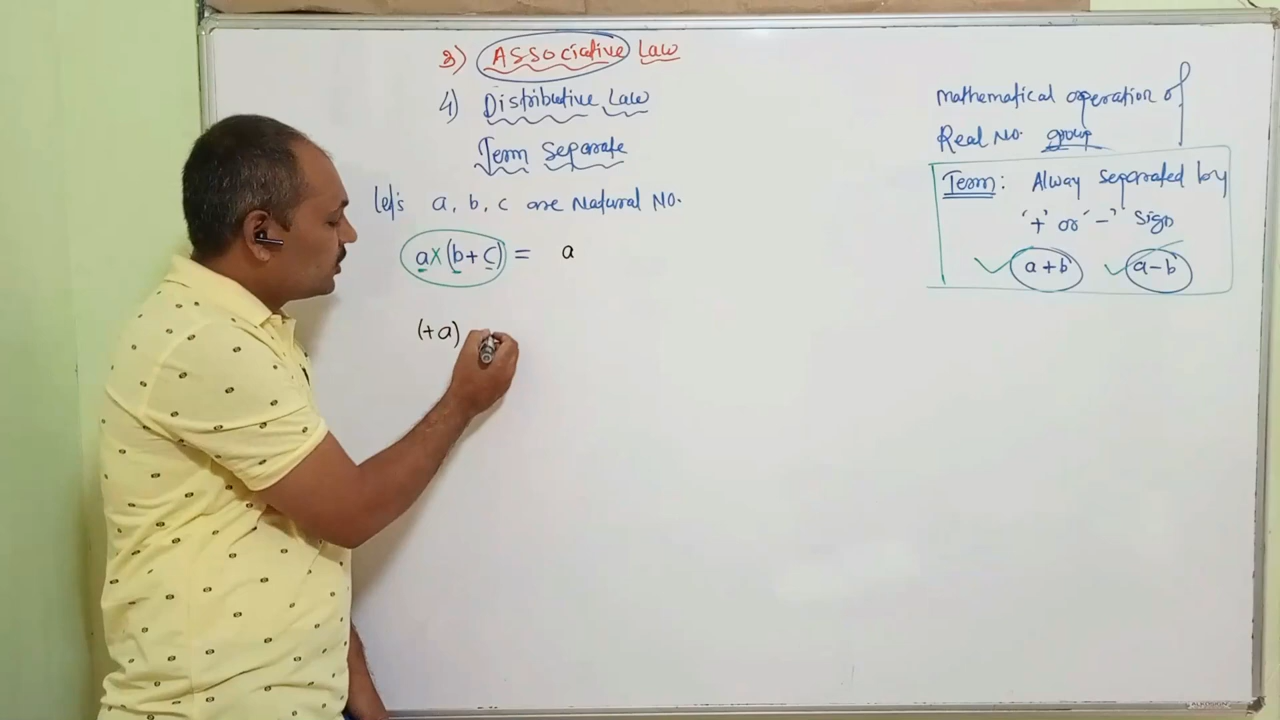 3) Associative Law
4) Distributive Law
Term Separate
let's a, b, c are Natural No.
a×(b+c) = a
(+a)
mathematical operation of
Real No. group
Term: Alway separated by
'+' or '-' Sign
✓ a+b ✓ a-b